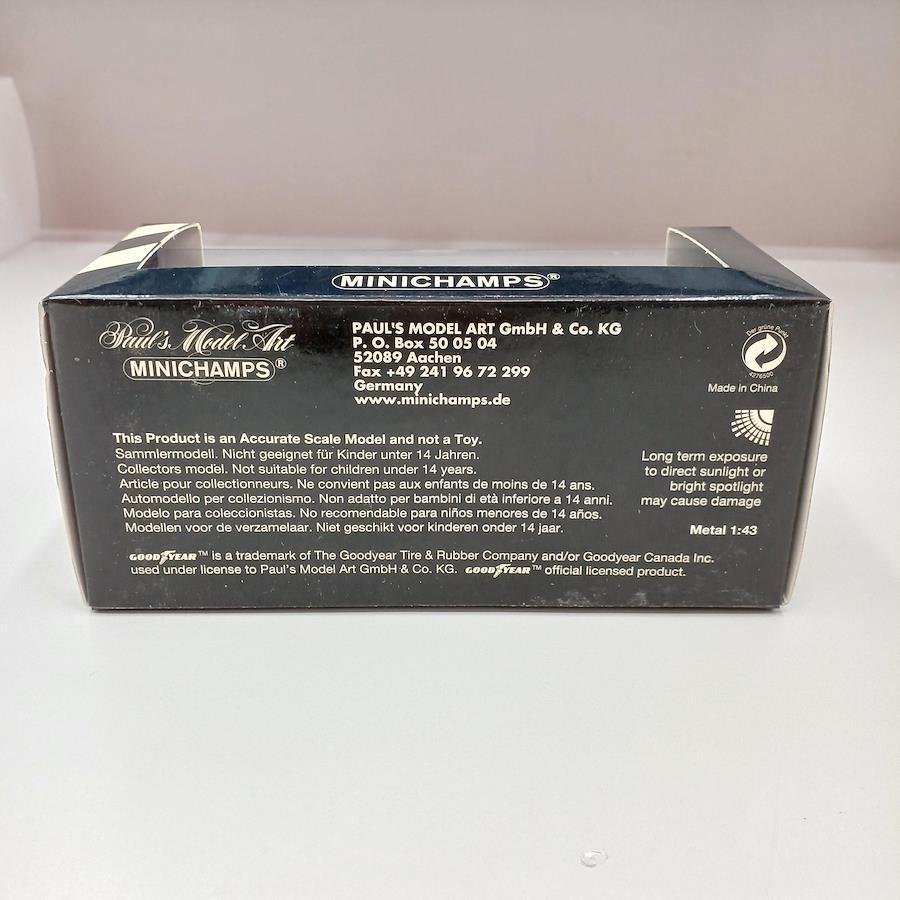 MINICHAMPS®
Paul's Model Art
MINICHAMPS®
PAUL'S MODEL ART GmbH & Co. KG
P. O. Box 50 05 04
52089 Aachen
Fax +49 241 96 72 299
Germany
www.minichamps.de
Der grüne Punkt
4276500
Made in China
This Product is an Accurate Scale Model and not a Toy.
Sammlermodell. Nicht geeignet für Kinder unter 14 Jahren.
Collectors model. Not suitable for children under 14 years.
Article pour collectionneurs. Ne convient pas aux enfants de moins de 14 ans.
Automodello per collezionismo. Non adatto per bambini di età inferiore a 14 anni.
Modelo para coleccionistas. No recomendable para niños menores de 14 años.
Modellen voor de verzamelaar. Niet geschikt voor kinderen onder 14 jaar.
Long term exposure
to direct sunlight or
bright spotlight
may cause damage
Metal 1:43
GOODYEAR™ is a trademark of The Goodyear Tire & Rubber Company and/or Goodyear Canada Inc.
used under license to Paul's Model Art GmbH & Co. KG. GOODYEAR™ official licensed product.